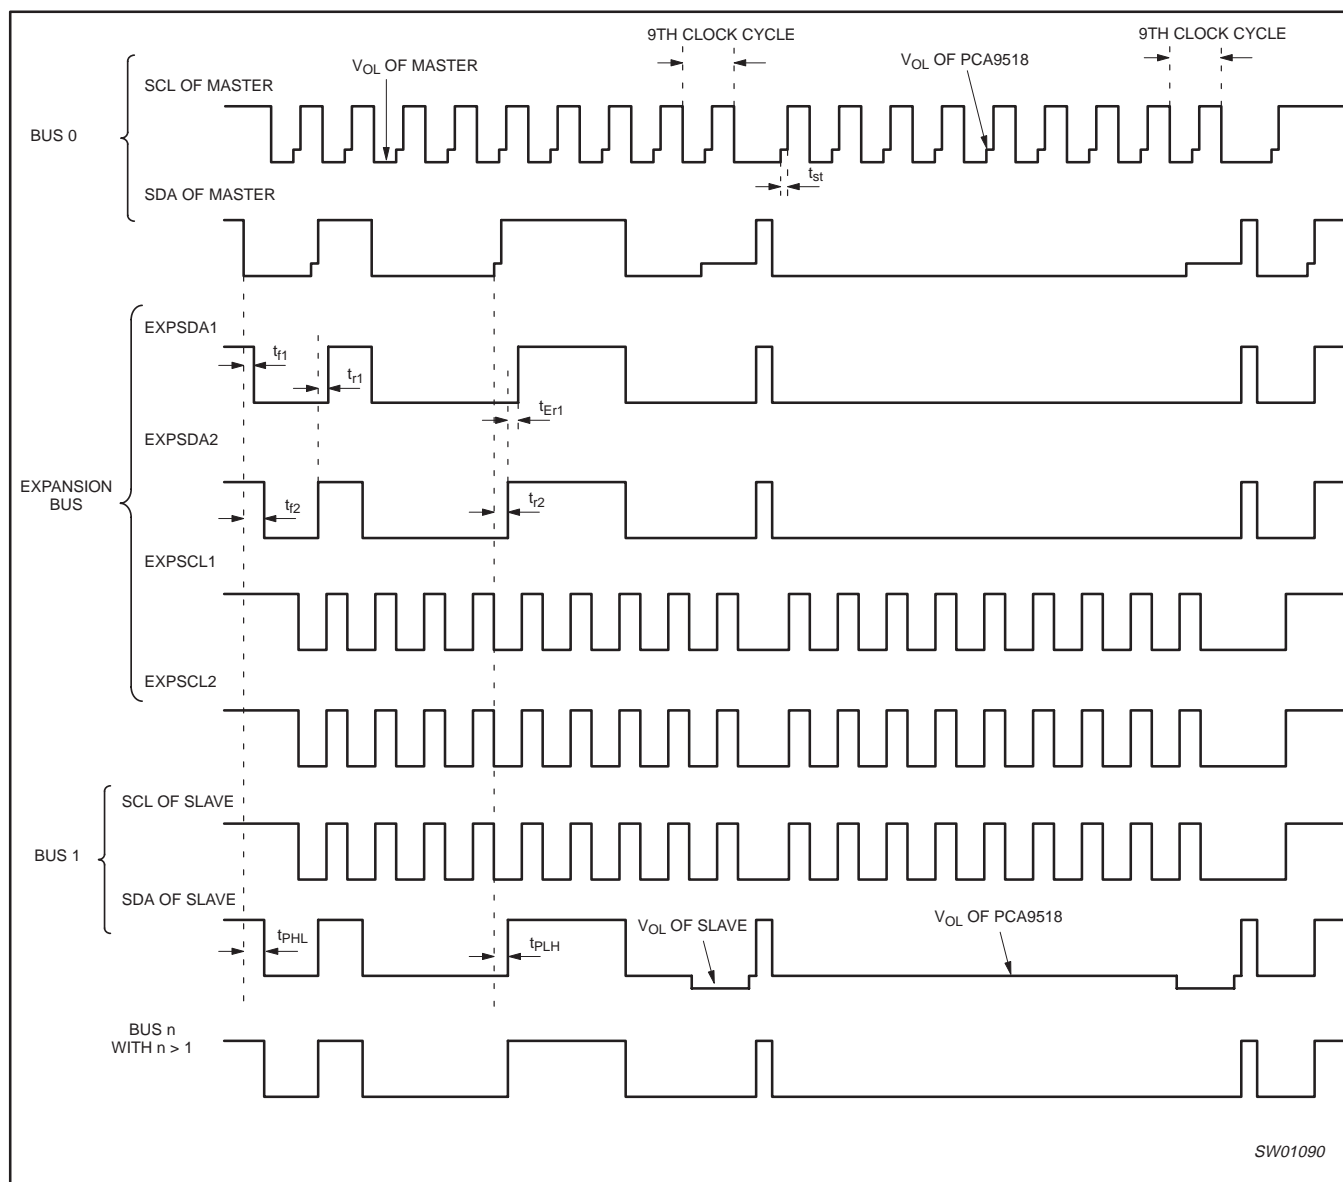 9TH CLOCK CYCLE
9TH CLOCK CYCLE
VOL OF MASTER
VOL OF PCA9518
SCL OF MASTER
BUS 0
tst
SDA OF MASTER
EXPSDA1
tf1
tr1
tEr1
EXPSDA2
EXPANSION
BUS
tf2
tr2
EXPSCL1
EXPSCL2
SCL OF SLAVE
BUS 1
SDA OF SLAVE
VOL OF SLAVE
VOL OF PCA9518
tPHL
tPLH
BUS n
WITH n > 1
SW01090